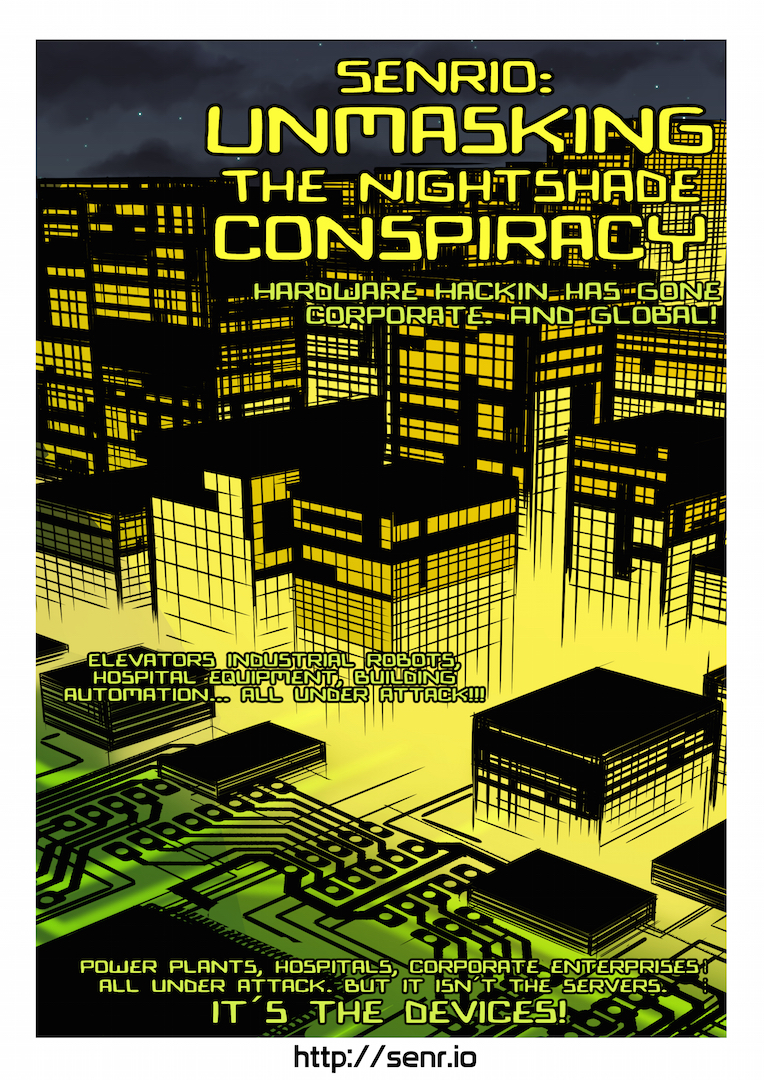 SENRIO:
UNMASKING
THE NIGHTSHADE
CONSPIRACY
HARDWARE HACKIN HAS GONE
CORPORATE. AND GLOBAL!
ELEVATORS INDUSTRIAL ROBOTS,
HOSPITAL EQUIPMENT, BUILDING
AUTOMATION... ALL UNDER ATTACK!!!
POWER PLANTS, HOSPITALS, CORPORATE ENTERPRISES:
ALL UNDER ATTACK. BUT IT ISN'T THE SERVERS.
IT'S THE DEVICES!
http://senr.io